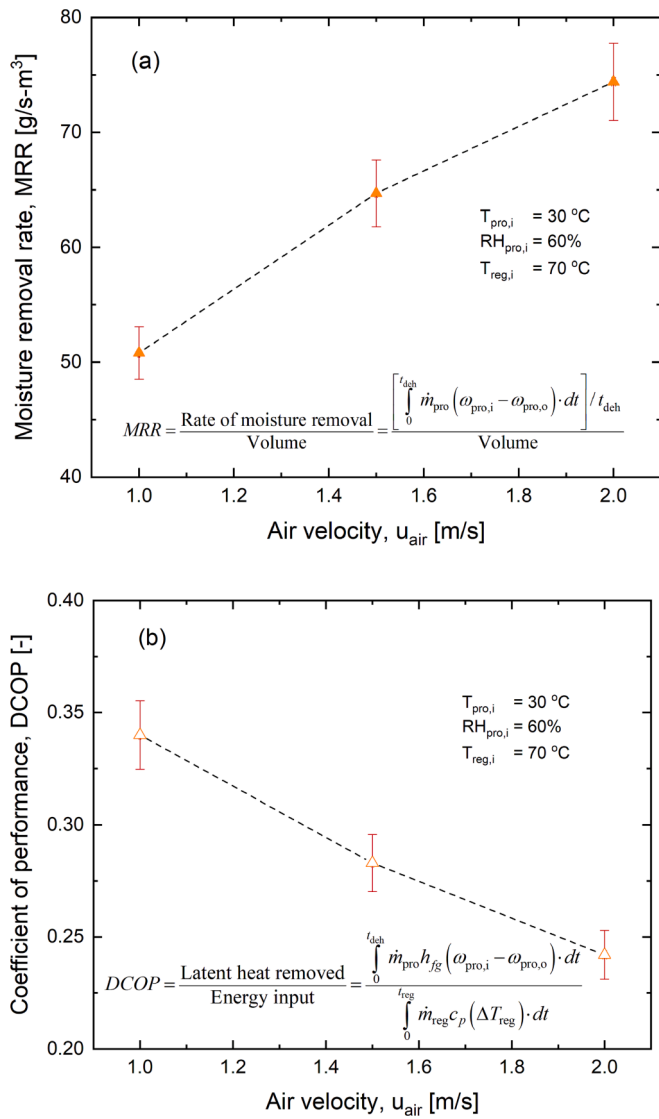 (a)
Moisture removal rate, MRR [g/s-m³]
80
70
60
50
40
T_pro,i = 30 °C
RH_pro,i = 60%
T_reg,i = 70 °C
MRR = Rate of moisture removal / Volume = [∫₀^t_deh ṁ_pro (ω_pro,i − ω_pro,o)·dt] / t_deh / Volume
1.0 1.2 1.4 1.6 1.8 2.0
Air velocity, u_air [m/s]
(b)
Coefficient of performance, DCOP [-]
0.40
0.35
0.30
0.25
0.20
T_pro,i = 30 °C
RH_pro,i = 60%
T_reg,i = 70 °C
DCOP = Latent heat removed / Energy input = ∫₀^t_deh ṁ_pro h_fg (ω_pro,i − ω_pro,o)·dt / ∫₀^t_reg ṁ_reg c_p (ΔT_reg)·dt
1.0 1.2 1.4 1.6 1.8 2.0
Air velocity, u_air [m/s]